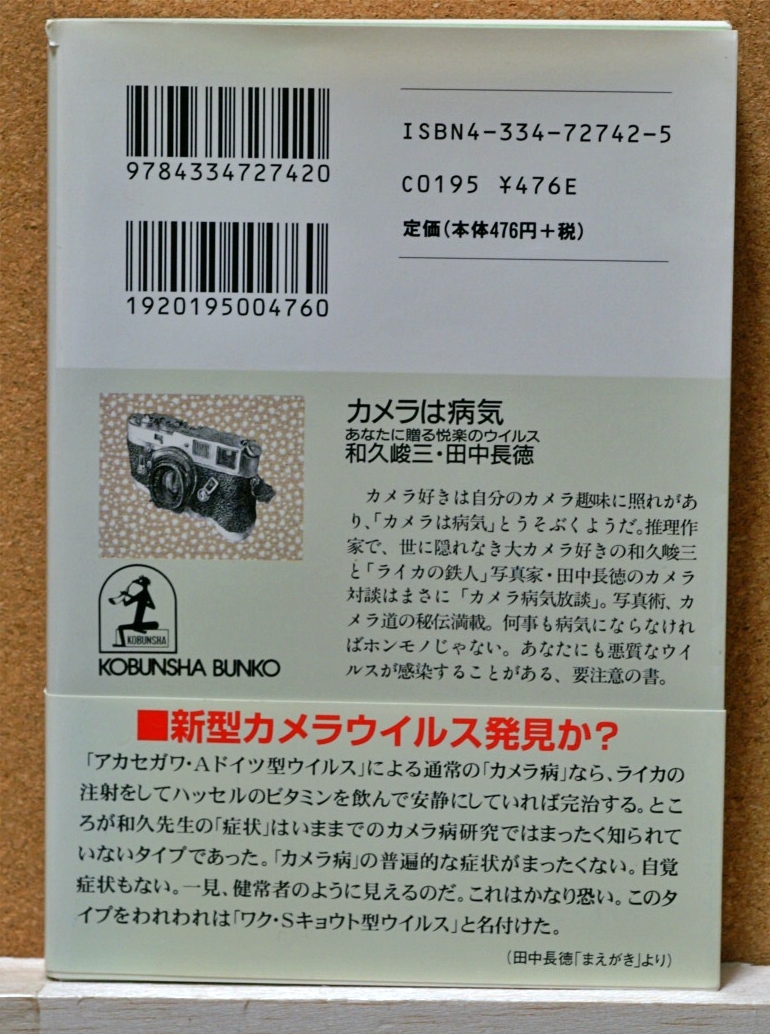 9784334727420
ISBN4-334-72742-5
C0195 ¥476E
定価(本体476円+税)
1920195004760
カメラは病気
あなたに贈る悦楽のウイルス
和久峻三・田中長徳
カメラ好きは自分のカメラ趣味に照れがあ
り、「カメラは病気」とうそぶくようだ。推理作
家で、世に隠れなき大カメラ好きの和久峻三
と「ライカの鉄人」写真家・田中長徳のカメラ
対談はまさに「カメラ病気放談」。写真術、カ
メラ道の秘伝満載。何事も病気にならなけれ
ばホンモノじゃない。あなたにも悪質なウイ
ルスが感染することがある、要注意の書。
KOBUNSHA
KOBUNSHA BUNKO
■新型カメラウイルス発見か?
「アカセガワ・Aドイツ型ウイルス」による通常の「カメラ病」なら、ライカの
注射をしてハッセルのビタミンを飲んで安静にしていれば完治する。とこ
ろが和久先生の「症状」はいままでのカメラ病研究ではまったく知られて
いないタイプであった。「カメラ病」の普遍的な症状がまったくない。自覚
症状もない。一見、健常者のように見えるのだ。これはかなり恐い。このタ
イプをわれわれは「ワク・Sキョウト型ウイルス」と名付けた。
(田中長徳「まえがき」より)